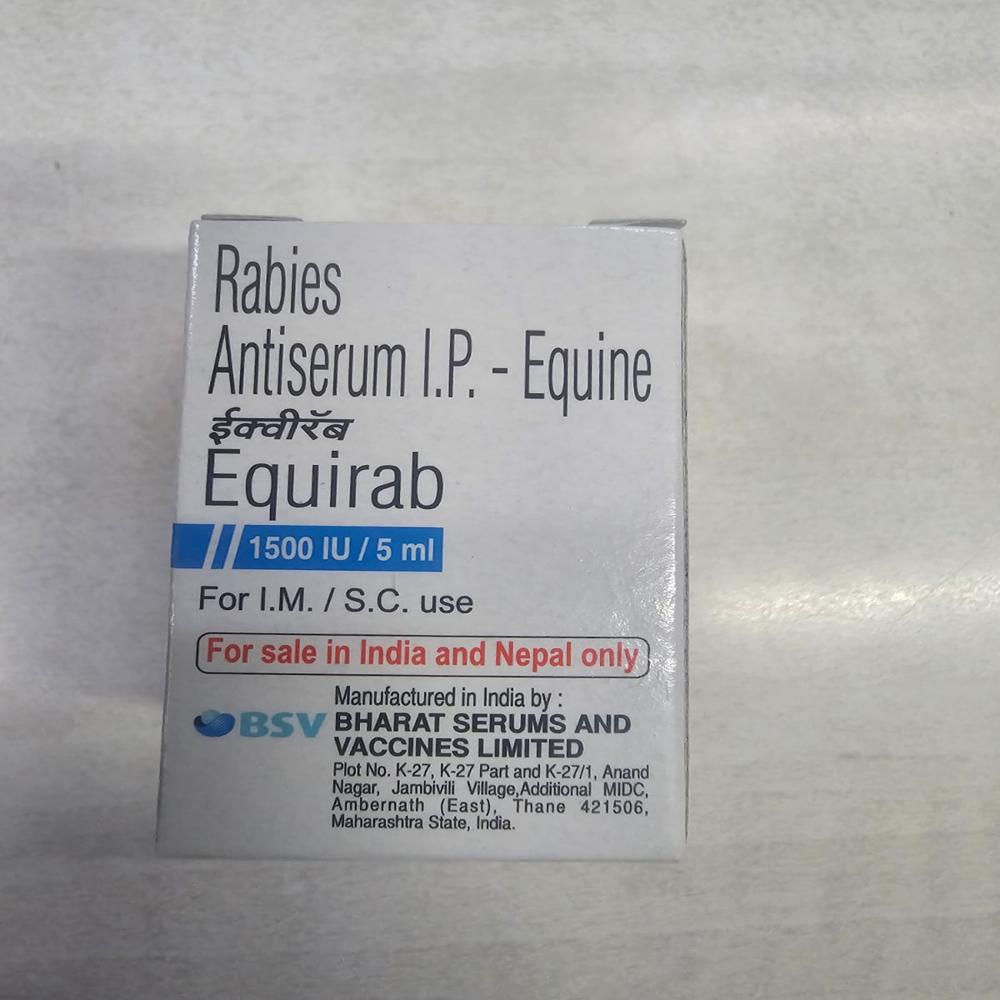 Rabies
Antiserum I.P. - Equine
ईक्वीरॅब
Equirab
1500 IU / 5 ml
For I.M. / S.C. use
For sale in India and Nepal only
Manufactured in India by :
BSV BHARAT SERUMS AND
VACCINES LIMITED
Plot No. K-27, K-27 Part and K-27/1, Anand
Nagar, Jambivili Village,Additional MIDC,
Ambernath (East), Thane 421506,
Maharashtra State, India.